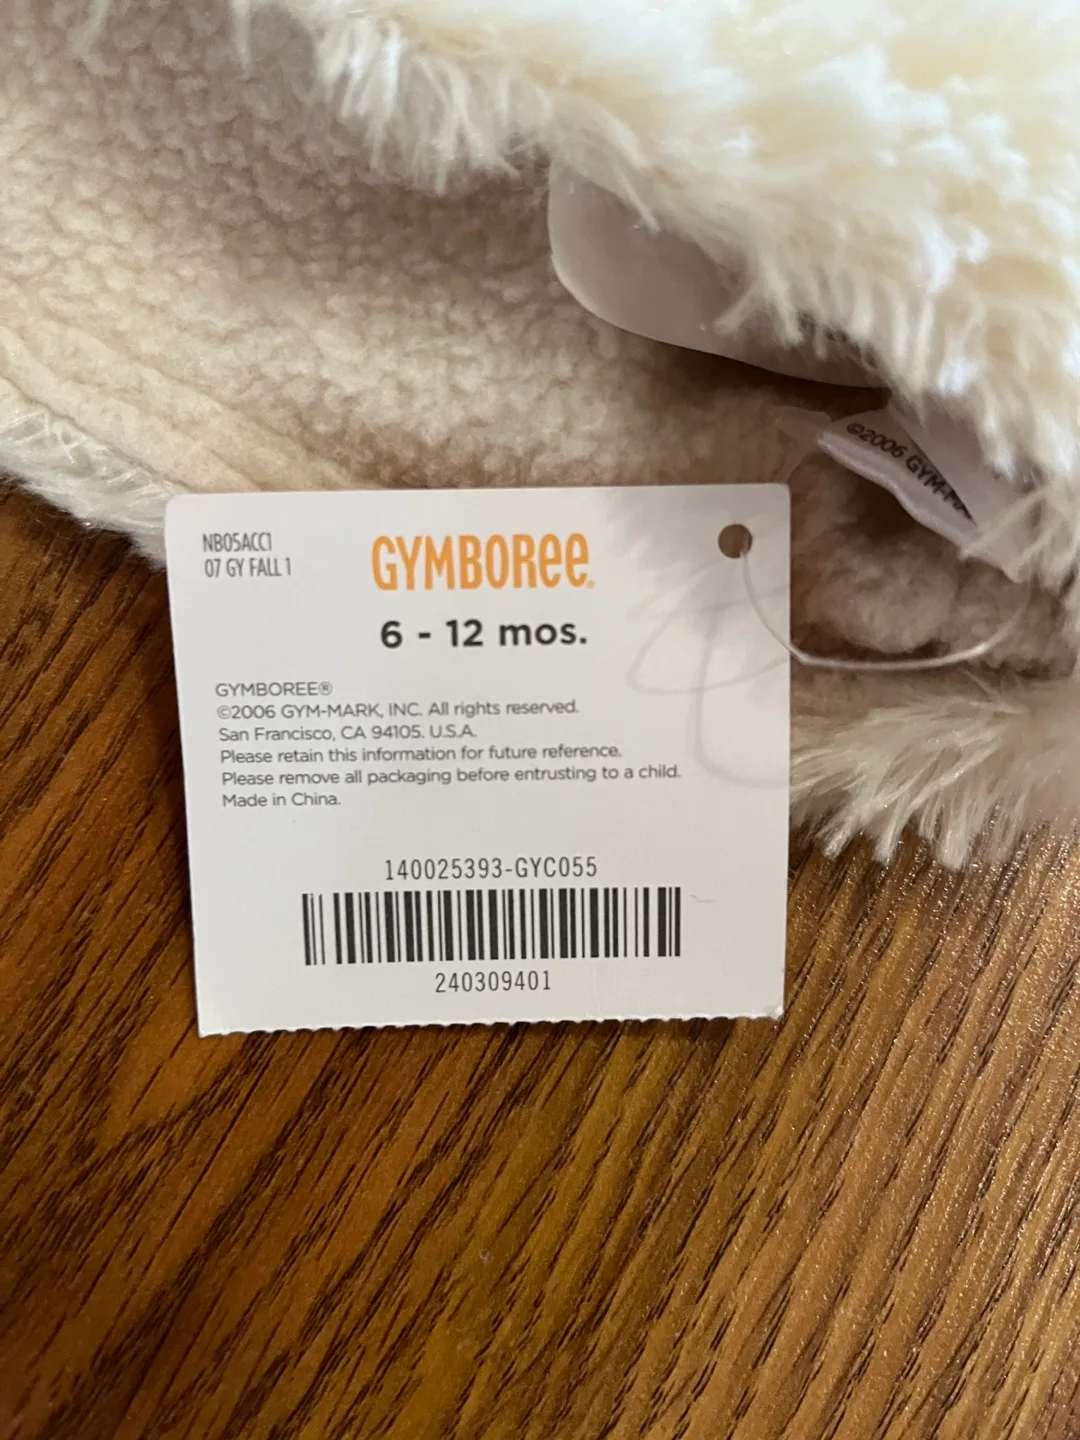 NB05ACC1
07 GY FALL 1
GYMBOREE
6 - 12 mos.
GYMBOREE®
©2006 GYM-MARK, INC. All rights reserved.
San Francisco, CA 94105. U.S.A.
Please retain this information for future reference.
Please remove all packaging before entrusting to a child.
Made in China.
140025393-GYC055
240309401
©2006 GYM-